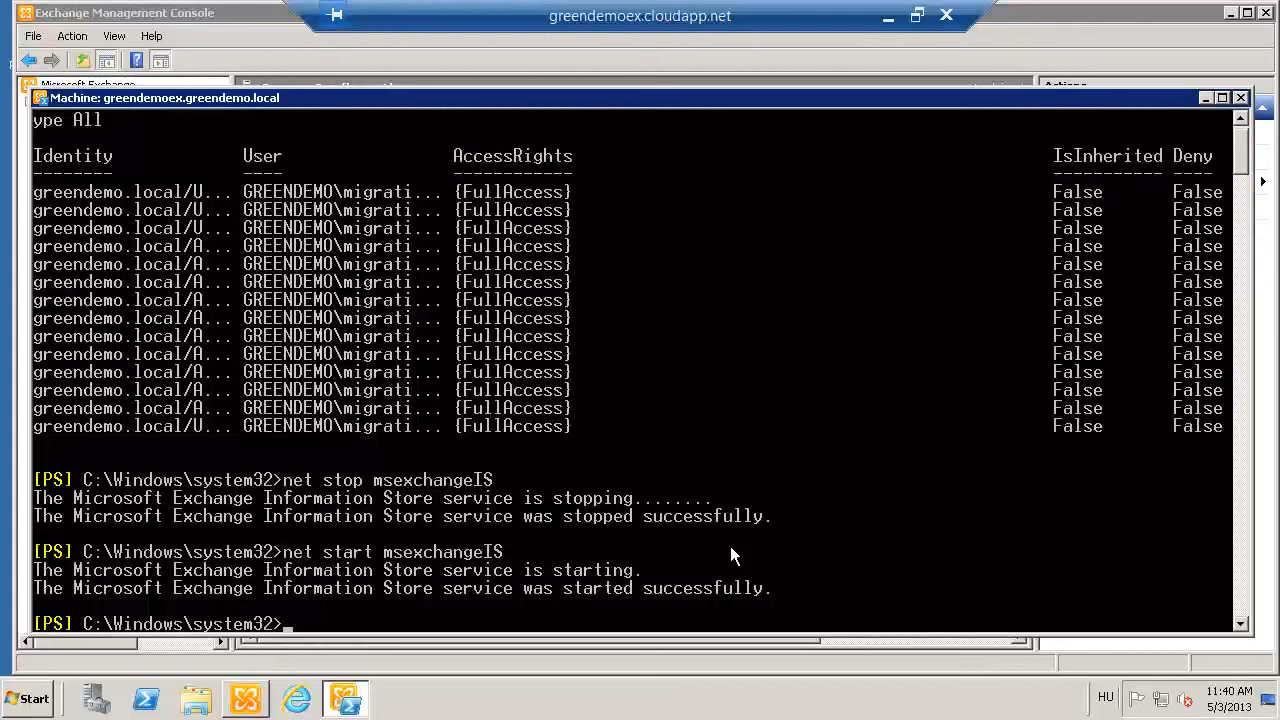 Exchange Management Console
greendemoex.cloudapp.net
File Action View Help
Microsoft Exchange
Actions
Machine: greendemoex.greendemo.local
ype All
Identity User AccessRights IsInherited Deny
-------- ---- ------------ ----------- ----
greendemo.local/U... GREENDEMO\migrati... {FullAccess} False False
greendemo.local/U... GREENDEMO\migrati... {FullAccess} False False
greendemo.local/U... GREENDEMO\migrati... {FullAccess} False False
greendemo.local/A... GREENDEMO\migrati... {FullAccess} False False
greendemo.local/A... GREENDEMO\migrati... {FullAccess} False False
greendemo.local/A... GREENDEMO\migrati... {FullAccess} False False
greendemo.local/A... GREENDEMO\migrati... {FullAccess} False False
greendemo.local/A... GREENDEMO\migrati... {FullAccess} False False
greendemo.local/A... GREENDEMO\migrati... {FullAccess} False False
greendemo.local/A... GREENDEMO\migrati... {FullAccess} False False
greendemo.local/A... GREENDEMO\migrati... {FullAccess} False False
greendemo.local/A... GREENDEMO\migrati... {FullAccess} False False
greendemo.local/A... GREENDEMO\migrati... {FullAccess} False False
greendemo.local/U... GREENDEMO\migrati... {FullAccess} False False
[PS] C:\Windows\system32>net stop msexchangeIS
The Microsoft Exchange Information Store service is stopping........
The Microsoft Exchange Information Store service was stopped successfully.
[PS] C:\Windows\system32>net start msexchangeIS
The Microsoft Exchange Information Store service is starting.
The Microsoft Exchange Information Store service was started successfully.
[PS] C:\Windows\system32>_
Start
HU
11:40 AM
5/3/2013